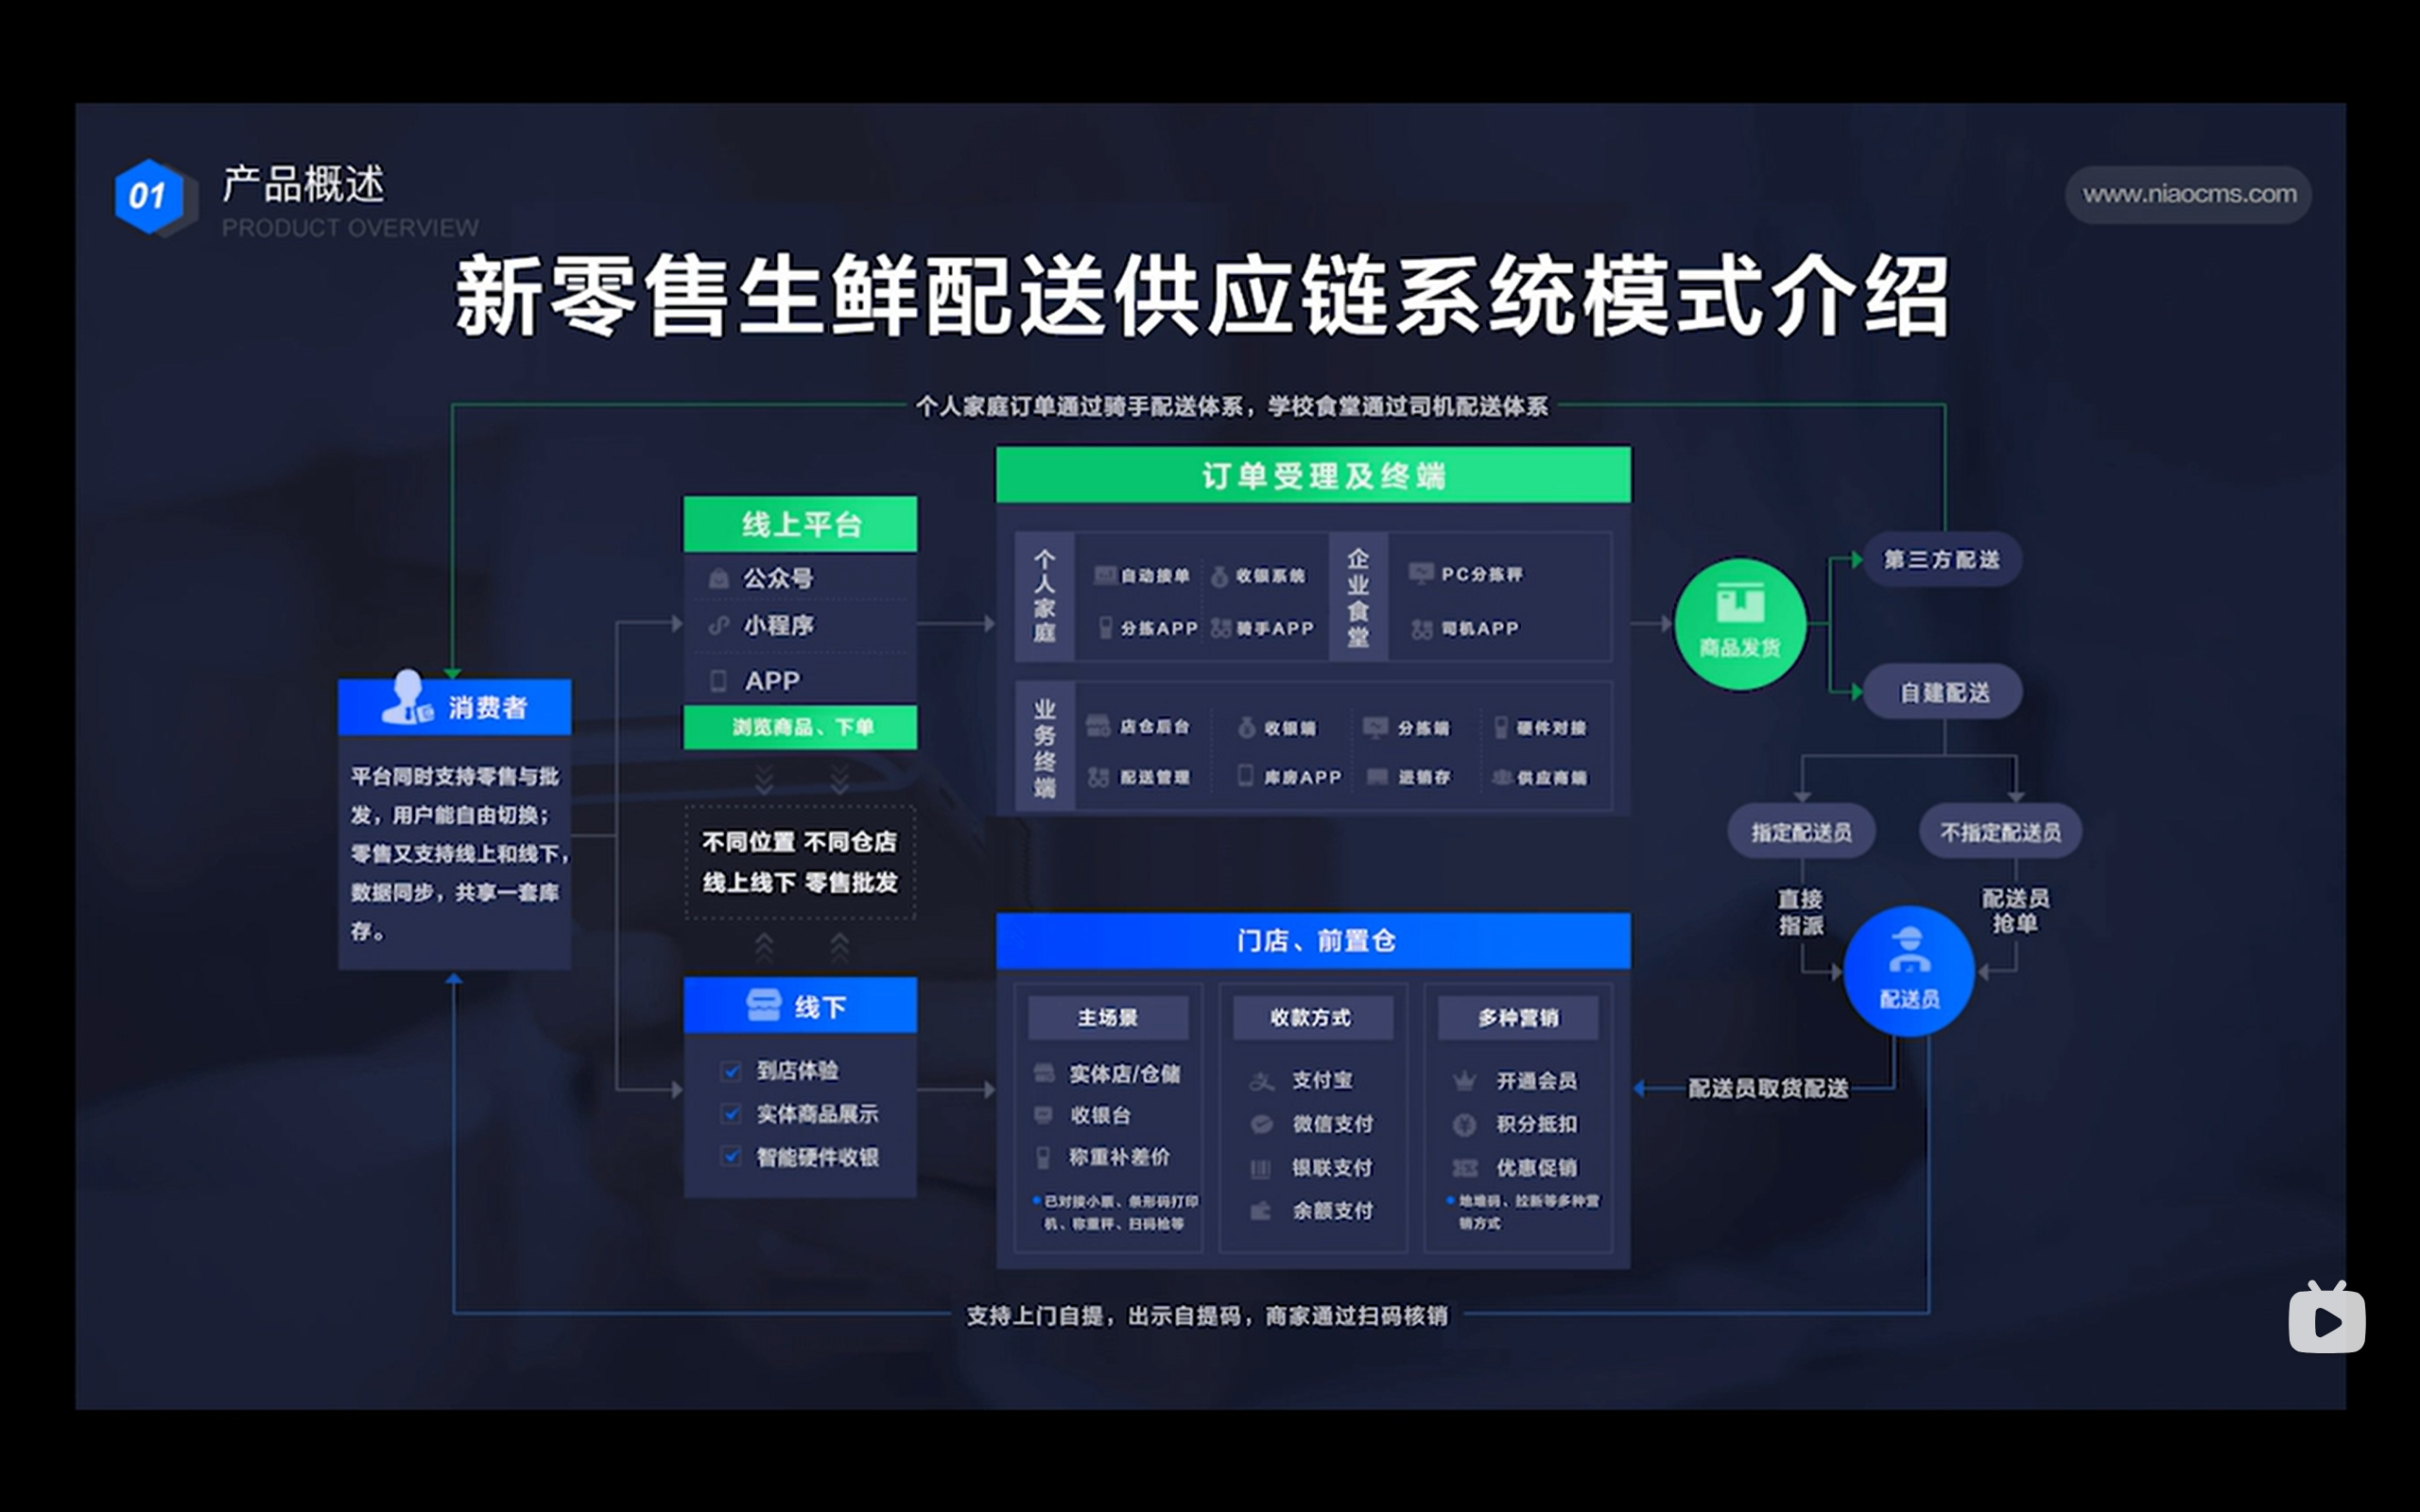 01
产品概述
PRODUCT OVERVIEW
www.niaocms.com
新零售生鲜配送供应链系统模式介绍
个人家庭订单通过骑手配送体系，学校食堂通过司机配送体系
消费者
平台同时支持零售与批
发，用户能自由切换；
零售又支持线上和线下，
数据同步，共享一套库
存。
线上平台
公众号
小程序
APP
浏览商品、下单
不同位置 不同仓店
线上线下 零售批发
线下
到店体验
实体商品展示
智能硬件收银
订单受理及终端
个人家庭
自动接单
收银系统
分拣APP
骑手APP
企业食堂
PC分拣秤
司机APP
业务终端
店仓后台
收银端
分拣端
硬件对接
配送管理
库房APP
进销存
供应商端
门店、前置仓
主场景
实体店/仓储
收银台
称重补差价
已对接小票、条形码打印
机、称重秤、扫码枪等
收款方式
支付宝
微信支付
银联支付
余额支付
多种营销
开通会员
积分抵扣
优惠促销
地堆码、拉新等多种营
销方式
商品发货
第三方配送
自建配送
指定配送员
不指定配送员
直接
指派
配送员
抢单
配送员
配送员取货配送
支持上门自提，出示自提码，商家通过扫码核销